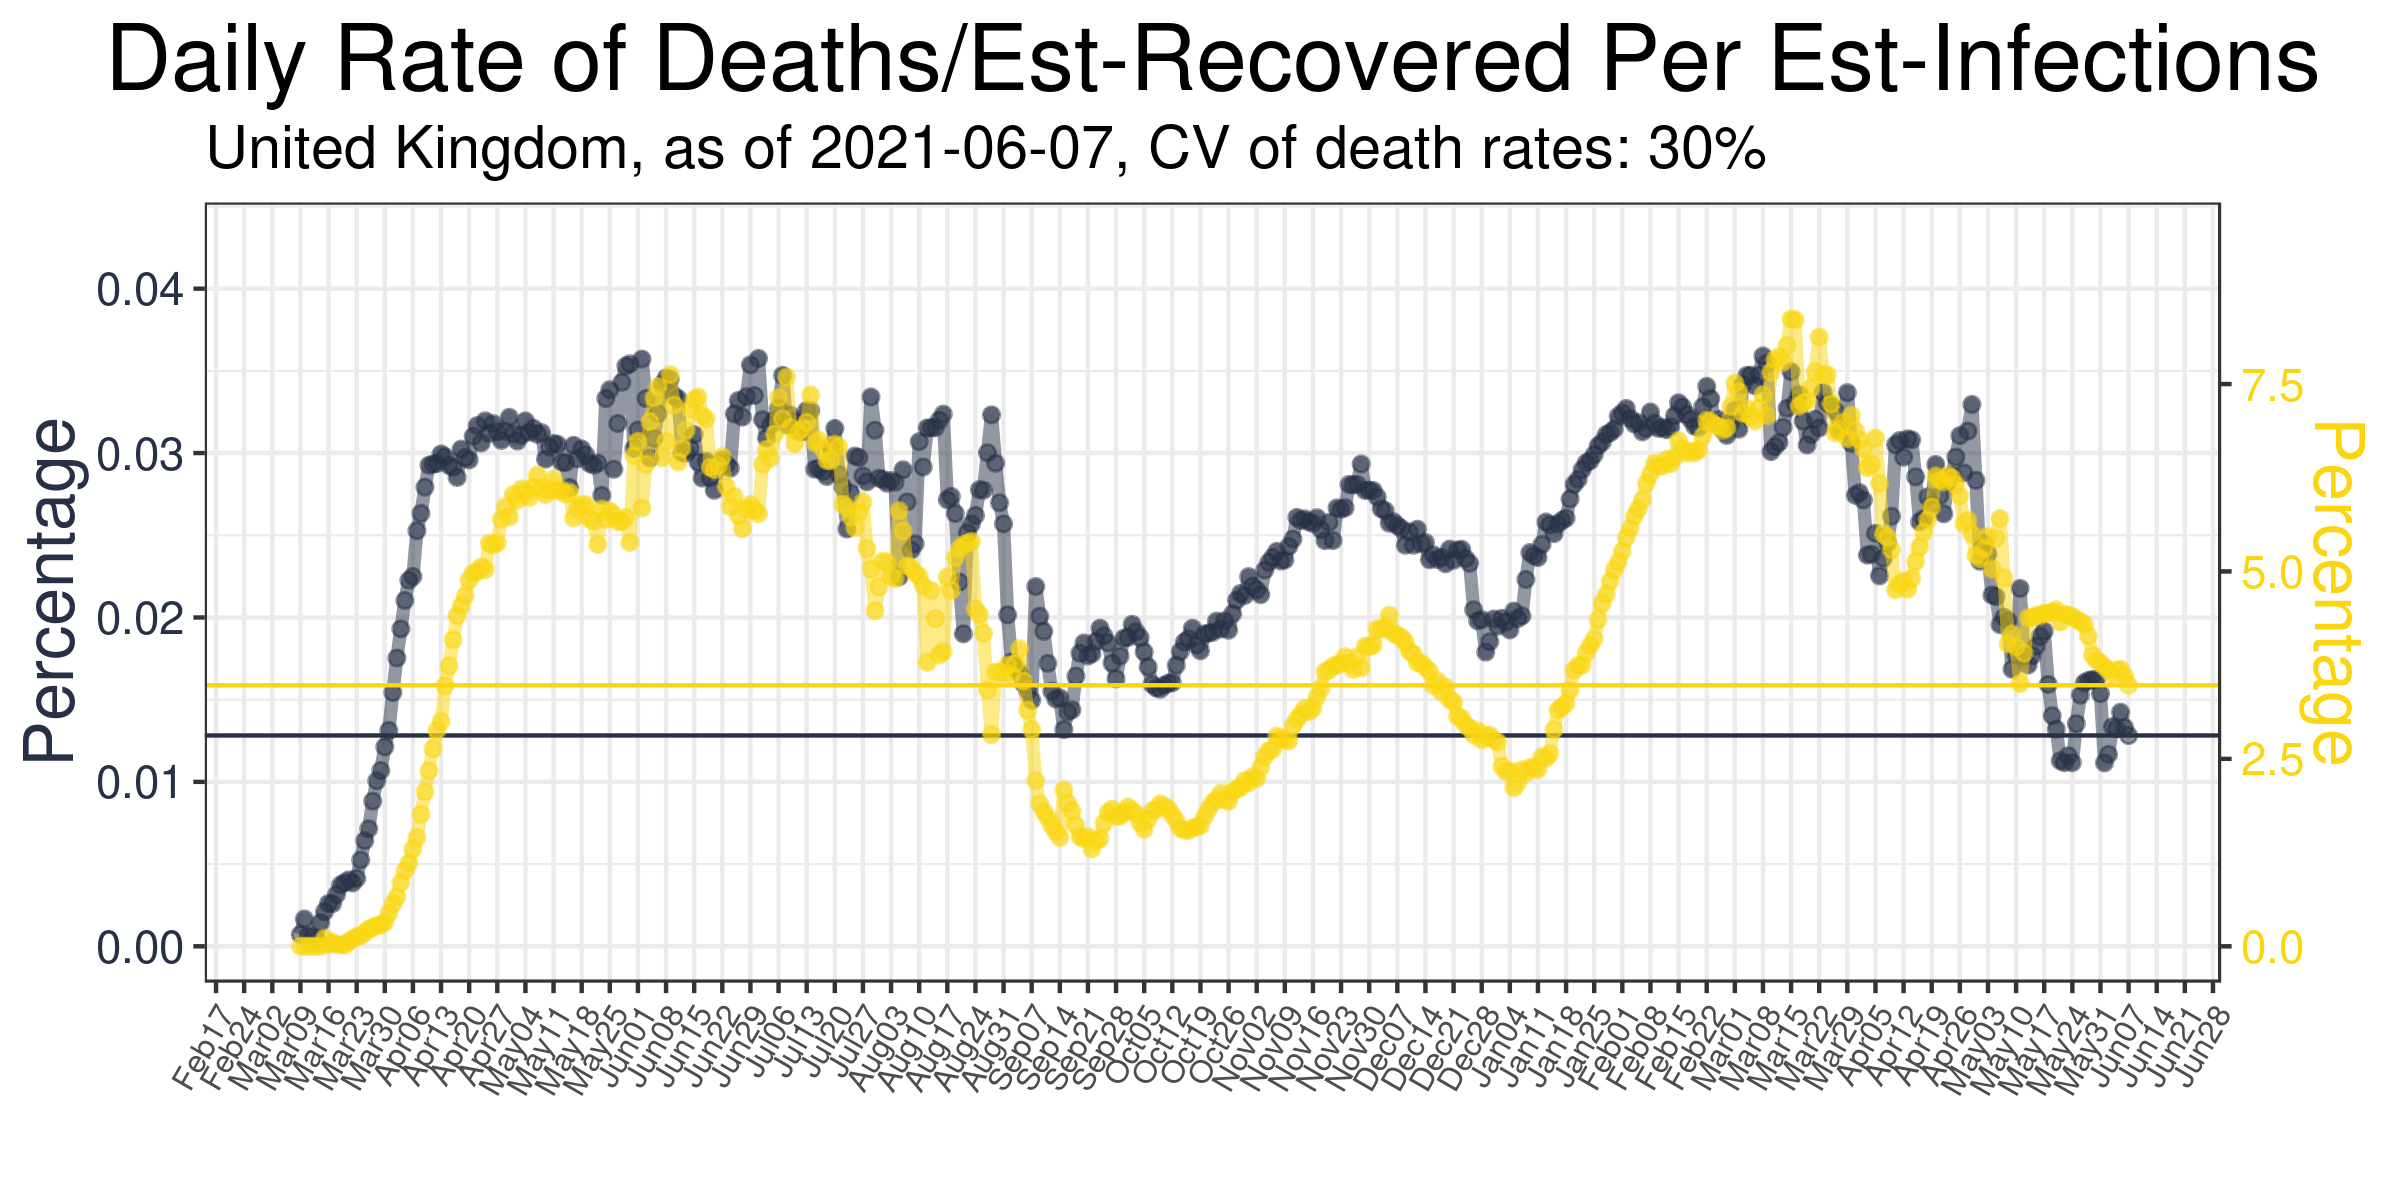 Daily Rate of Deaths/Est-Recovered Per Est-Infections
United Kingdom, as of 2021-06-07, CV of death rates: 30%
Percentage
0.04
0.03
0.02
0.01
0.00
7.5
5.0
2.5
0.0
Percentage
Feb17
Feb24
Mar02
Mar09
Mar16
Mar23
Mar30
Apr06
Apr13
Apr20
Apr27
May04
May11
May18
May25
Jun01
Jun08
Jun15
Jun22
Jun29
Jul06
Jul13
Jul20
Jul27
Aug03
Aug10
Aug17
Aug24
Aug31
Sep07
Sep14
Sep21
Sep28
Oct05
Oct12
Oct19
Oct26
Nov02
Nov09
Nov16
Nov23
Nov30
Dec07
Dec14
Dec21
Dec28
Jan04
Jan11
Jan18
Jan25
Feb01
Feb08
Feb15
Feb22
Mar01
Mar08
Mar15
Mar22
Mar29
Apr05
Apr12
Apr19
Apr26
May03
May10
May17
May24
May31
Jun07
Jun14
Jun21
Jun28